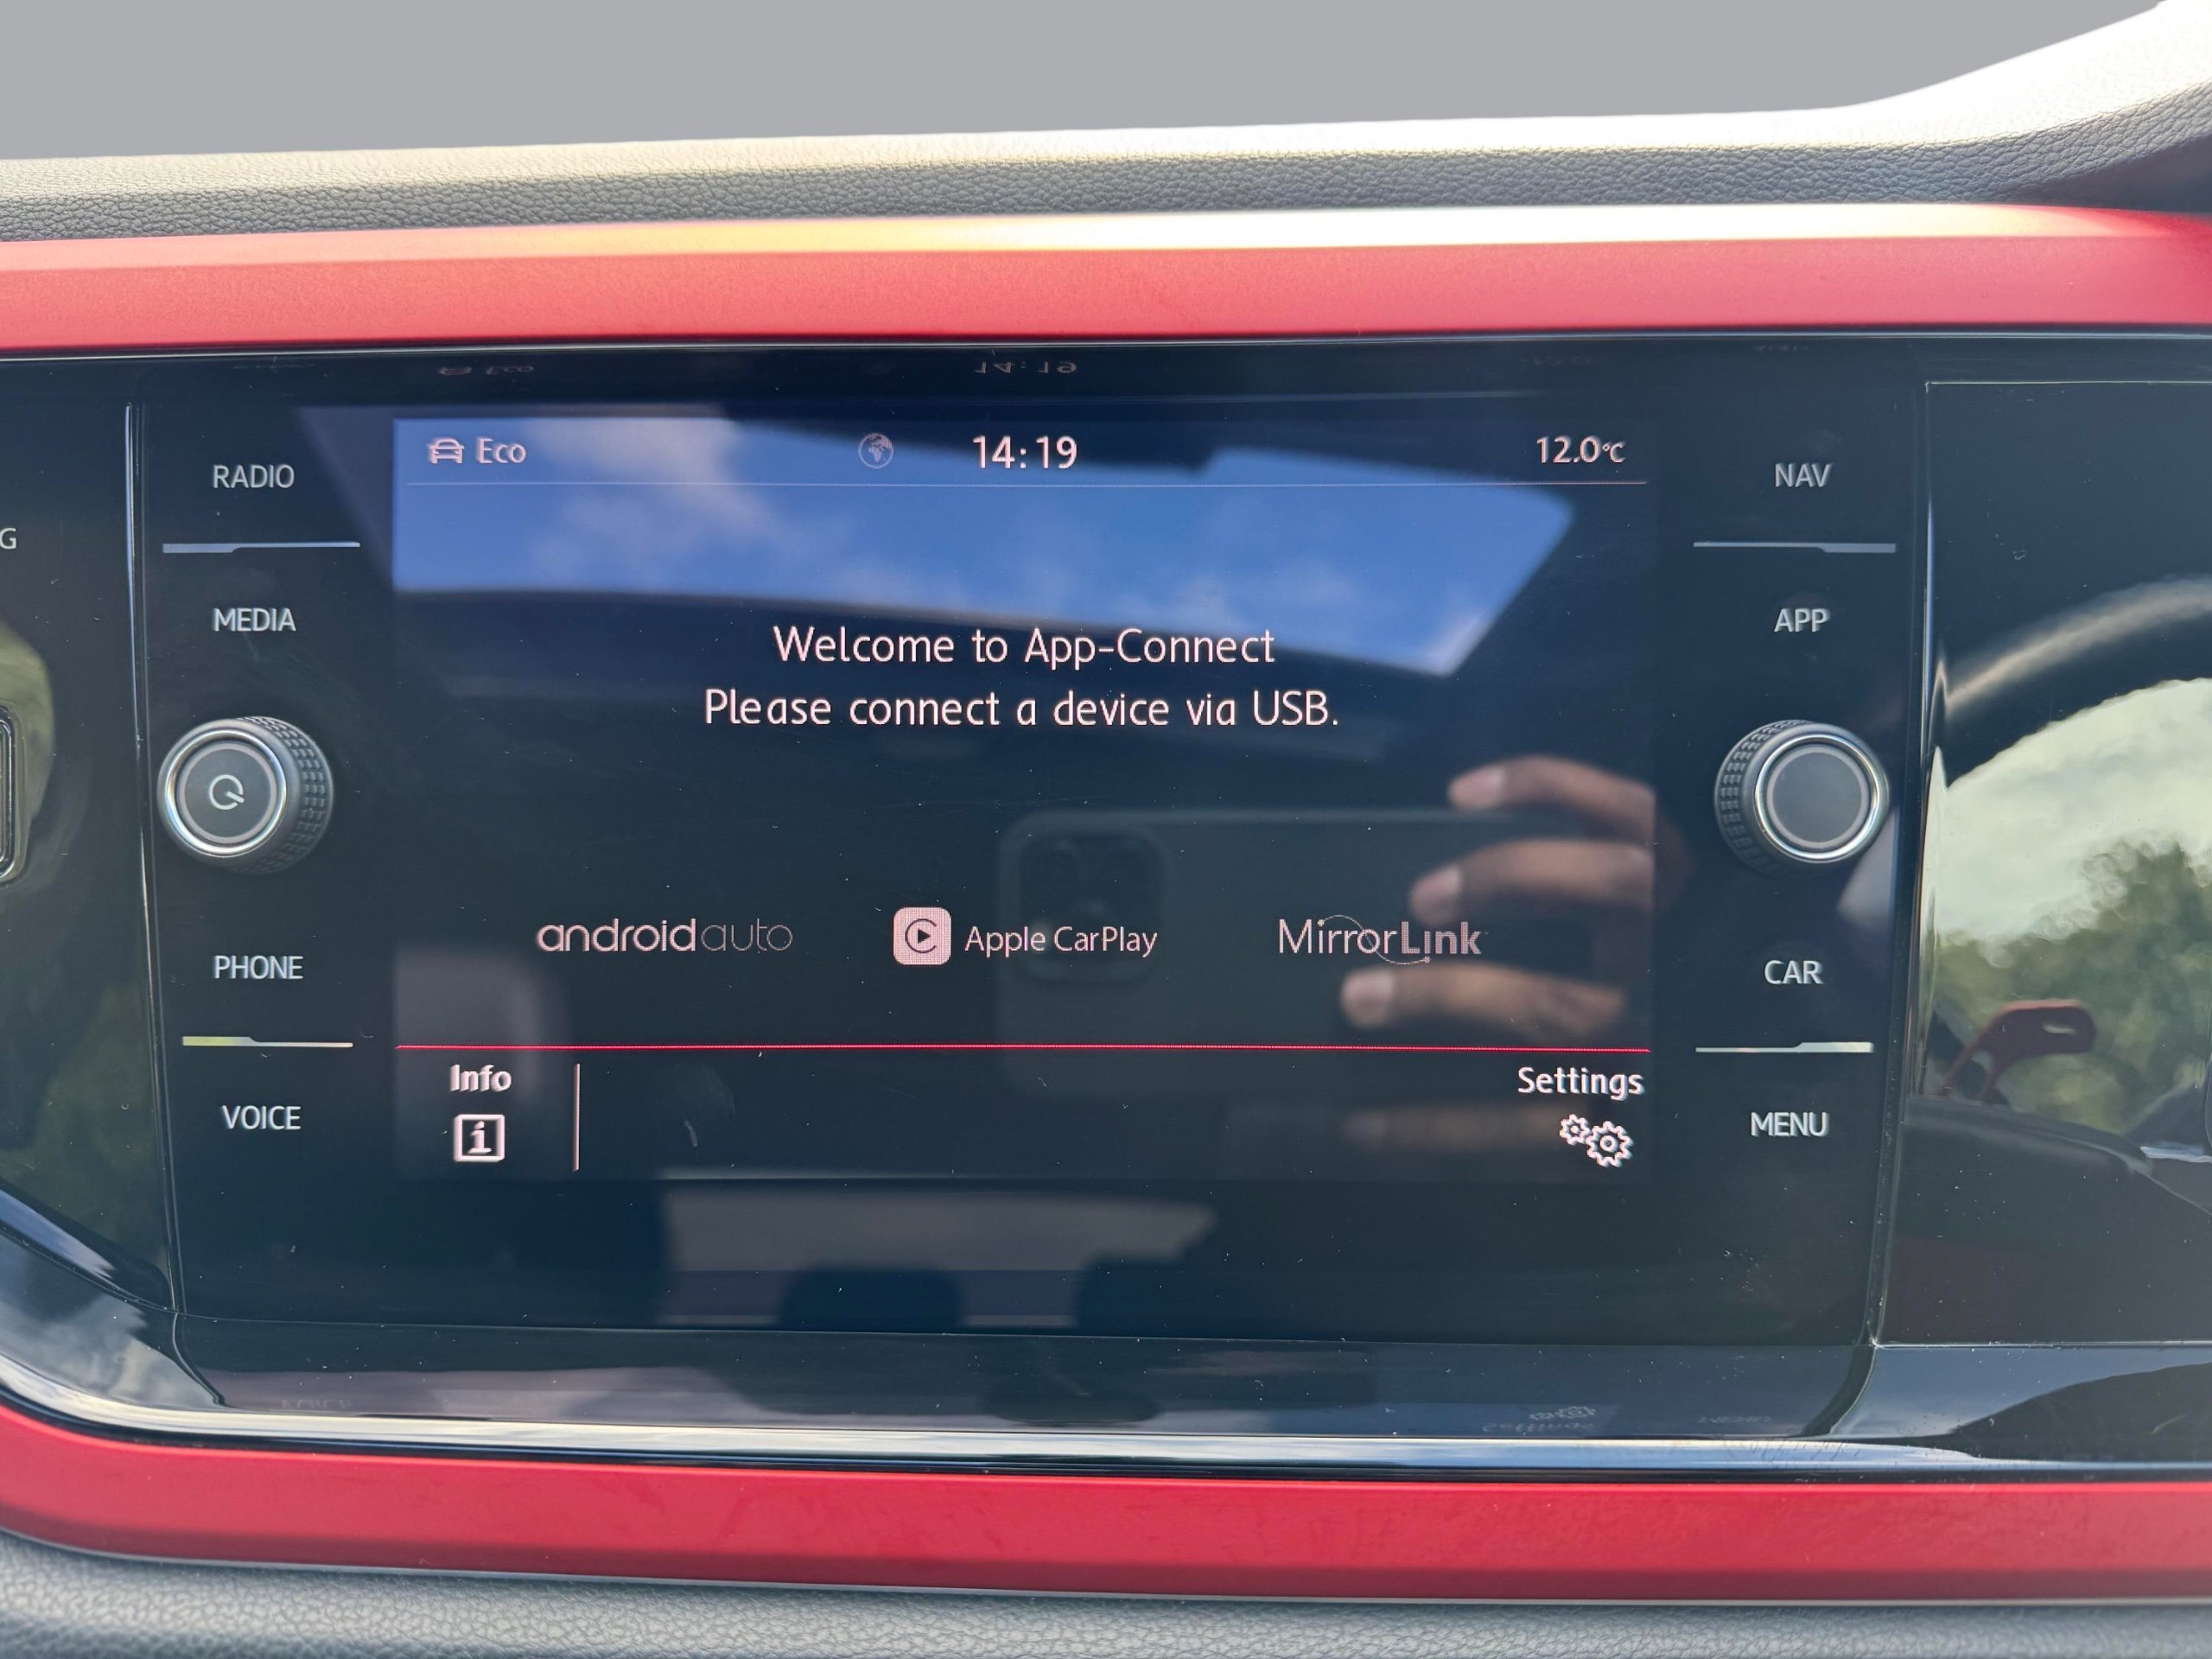 Eco 14:19 12.0°C
RADIO
NAV
G
MEDIA
APP
Welcome to App-Connect
Please connect a device via USB.
androidauto Apple CarPlay MirrorLink
PHONE
CAR
Info
Settings
VOICE
MENU